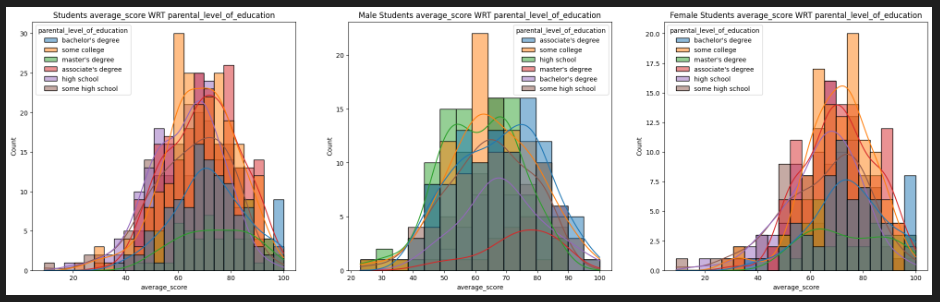 Students average_score WRT parental_level_of_education
parental_level_of_education
bachelor's degree
some college
master's degree
associate's degree
high school
some high school
Count
30
25
20
15
10
5
0
20 40 60 80 100
average_score
Male Students average_score WRT parental_level_of_education
parental_level_of_education
associate's degree
some college
high school
master's degree
bachelor's degree
some high school
Count
20
15
10
5
0
20 30 40 50 60 70 80 90 100
average_score
Female Students average_score WRT parental_level_of_education
parental_level_of_education
bachelor's degree
some college
master's degree
associate's degree
high school
some high school
Count
20.0
17.5
15.0
12.5
10.0
7.5
5.0
2.5
0.0
20 40 60 80 100
average_score